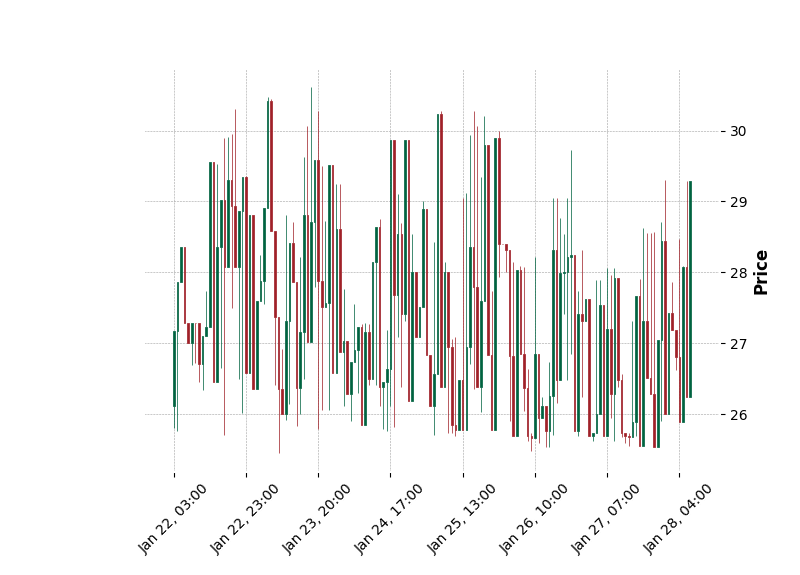 30
29
28
27
26
Price
Jan 22, 03:00
Jan 22, 23:00
Jan 23, 20:00
Jan 24, 17:00
Jan 25, 13:00
Jan 26, 10:00
Jan 27, 07:00
Jan 28, 04:00